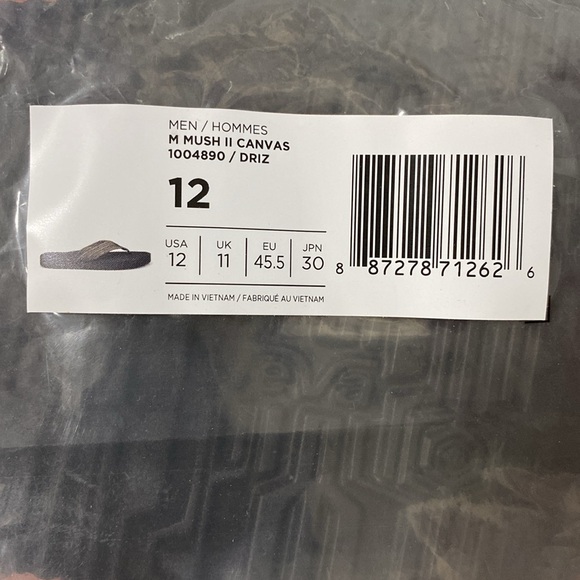 MEN / HOMMES
M MUSH II CANVAS
1004890 / DRIZ
12
USA UK EU JPN
12 11 45.5 30
MADE IN VIETNAM / FABRIQUÉ AU VIETNAM
8 87278 71262 6